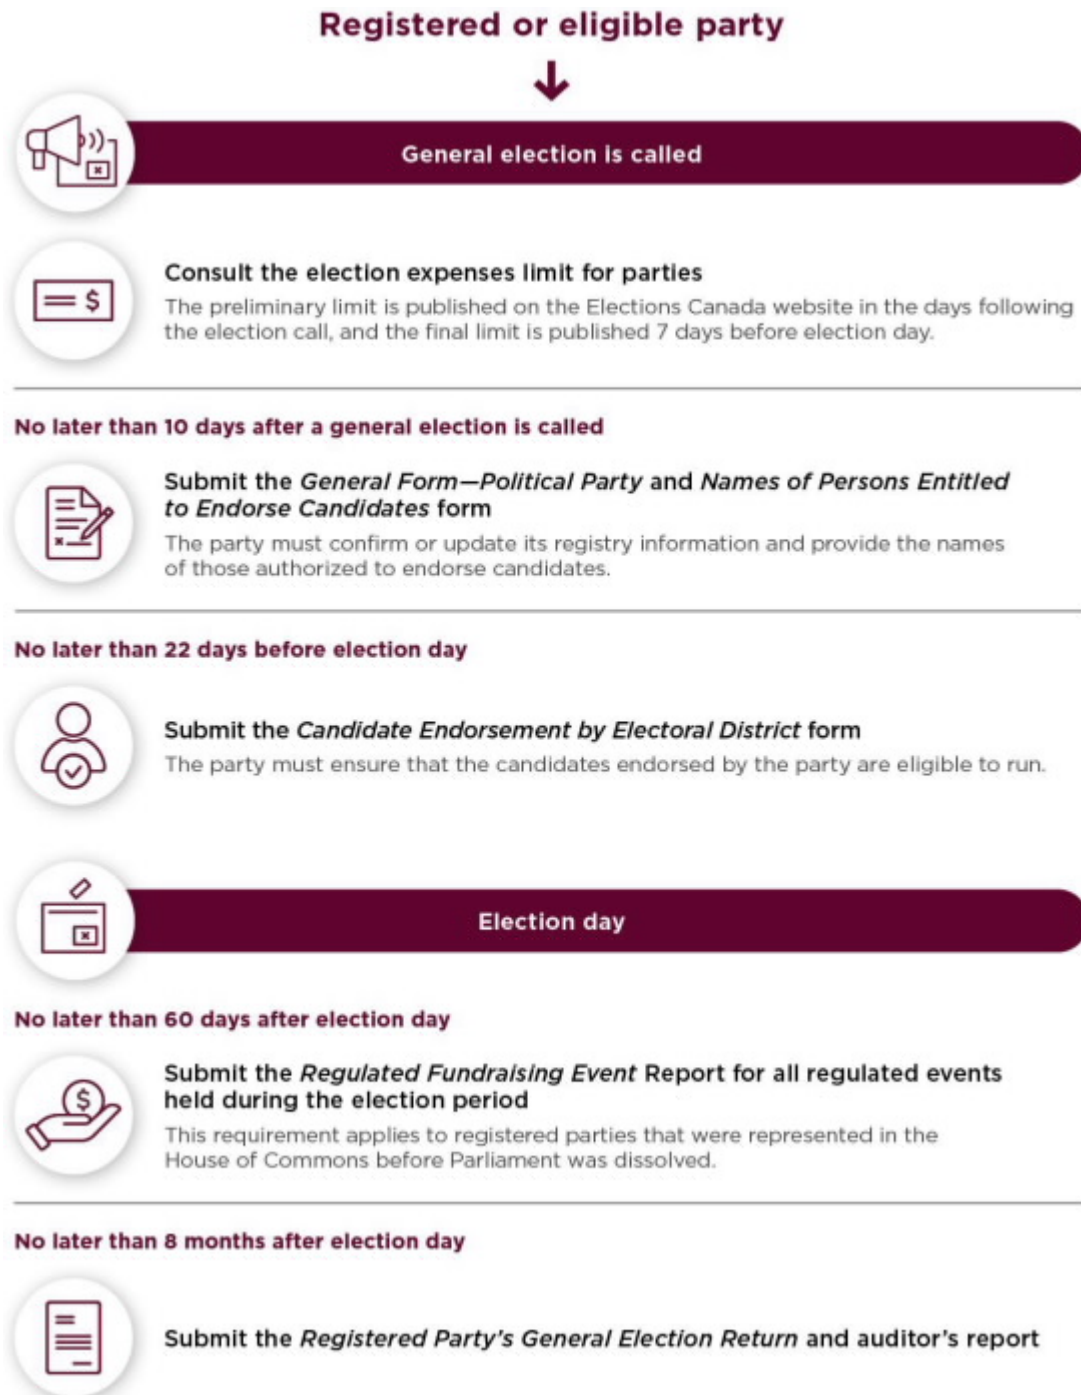 Registered or eligible party
General election is called
Consult the election expenses limit for parties
The preliminary limit is published on the Elections Canada website in the days following
the election call, and the final limit is published 7 days before election day.
No later than 10 days after a general election is called
Submit the General Form—Political Party and Names of Persons Entitled
to Endorse Candidates form
The party must confirm or update its registry information and provide the names
of those authorized to endorse candidates.
No later than 22 days before election day
Submit the Candidate Endorsement by Electoral District form
The party must ensure that the candidates endorsed by the party are eligible to run.
Election day
No later than 60 days after election day
Submit the Regulated Fundraising Event Report for all regulated events
held during the election period
This requirement applies to registered parties that were represented in the
House of Commons before Parliament was dissolved.
No later than 8 months after election day
Submit the Registered Party's General Election Return and auditor's report